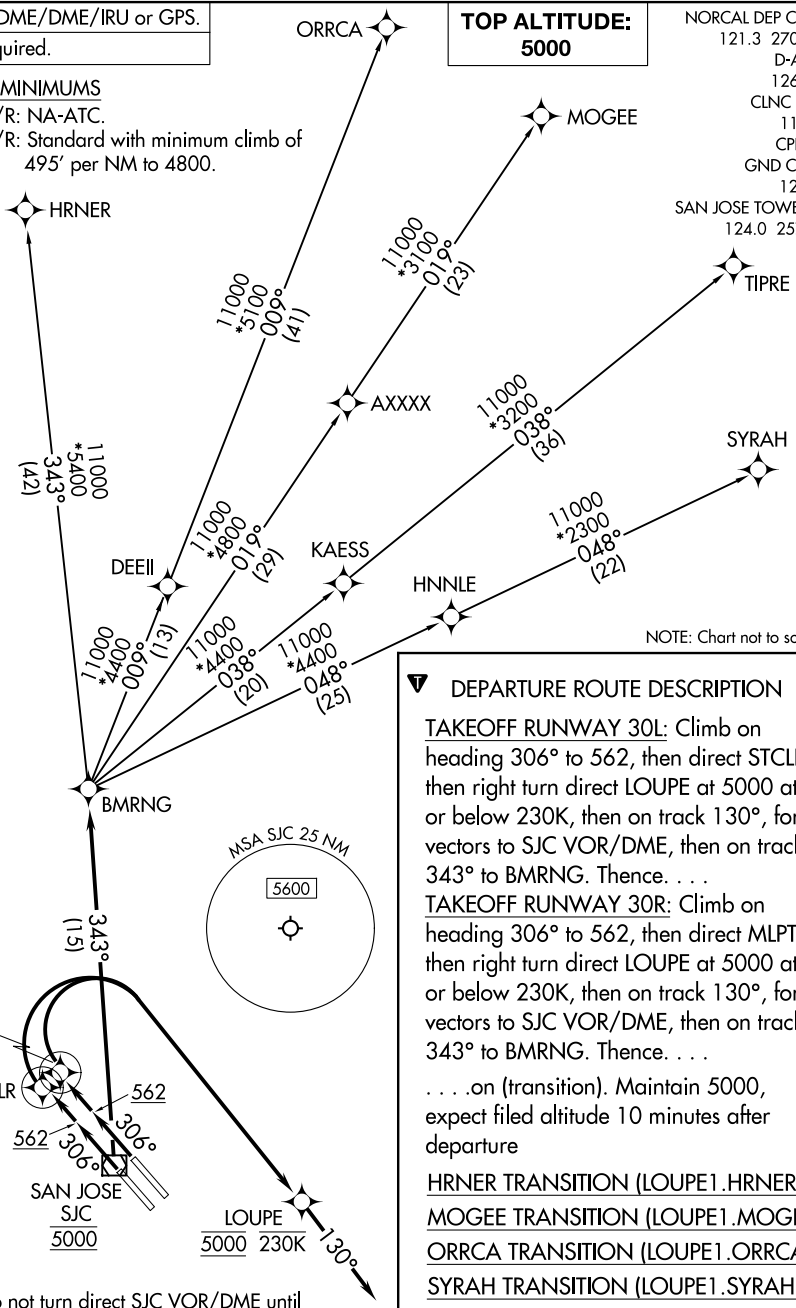 DME/DME/IRU or GPS.
TOP ALTITUDE:
5000
NORCAL DEP C
121.3 270
D-A
126
CLNC
11
CP
GND C
12
SAN JOSE TOWE
124.0 25
ORRCA
MINIMUMS
/R: NA-ATC.
/R: Standard with minimum climb of
495' per NM to 4800.
MOGEE
HRNER
TIPRE
11000
*5100
009°
(41)
11000
*3100
019°
(23)
AXXXX
11000
*3200
038°
(36)
SYRAH
11000
*5400
343°
(42)
11000
*4800
019°
(29)
11000
*2300
048°
(22)
DEEII
KAESS
HNNLE
11000
*4400
009°
(13)
11000
*4400
038°
(20)
11000
*4400
048°
(25)
NOTE: Chart not to sc
BMRNG
MSA SJC 25 NM
5600
343°
(15)
LR
562
306°
562
306°
SAN JOSE
SJC
5000
LOUPE
5000 230K
130°
not turn direct SJC VOR/DME until
T DEPARTURE ROUTE DESCRIPTION
TAKEOFF RUNWAY 30L: Climb on
heading 306° to 562, then direct STCL
then right turn direct LOUPE at 5000 at
or below 230K, then on track 130°, for
vectors to SJC VOR/DME, then on track
343° to BMRNG. Thence. . . .
TAKEOFF RUNWAY 30R: Climb on
heading 306° to 562, then direct MLPT
then right turn direct LOUPE at 5000 at
or below 230K, then on track 130°, for
vectors to SJC VOR/DME, then on track
343° to BMRNG. Thence. . . .
. . . .on (transition). Maintain 5000,
expect filed altitude 10 minutes after
departure
HRNER TRANSITION (LOUPE1.HRNER
MOGEE TRANSITION (LOUPE1.MOG
ORRCA TRANSITION (LOUPE1.ORRCA
SYRAH TRANSITION (LOUPE1.SYRAH